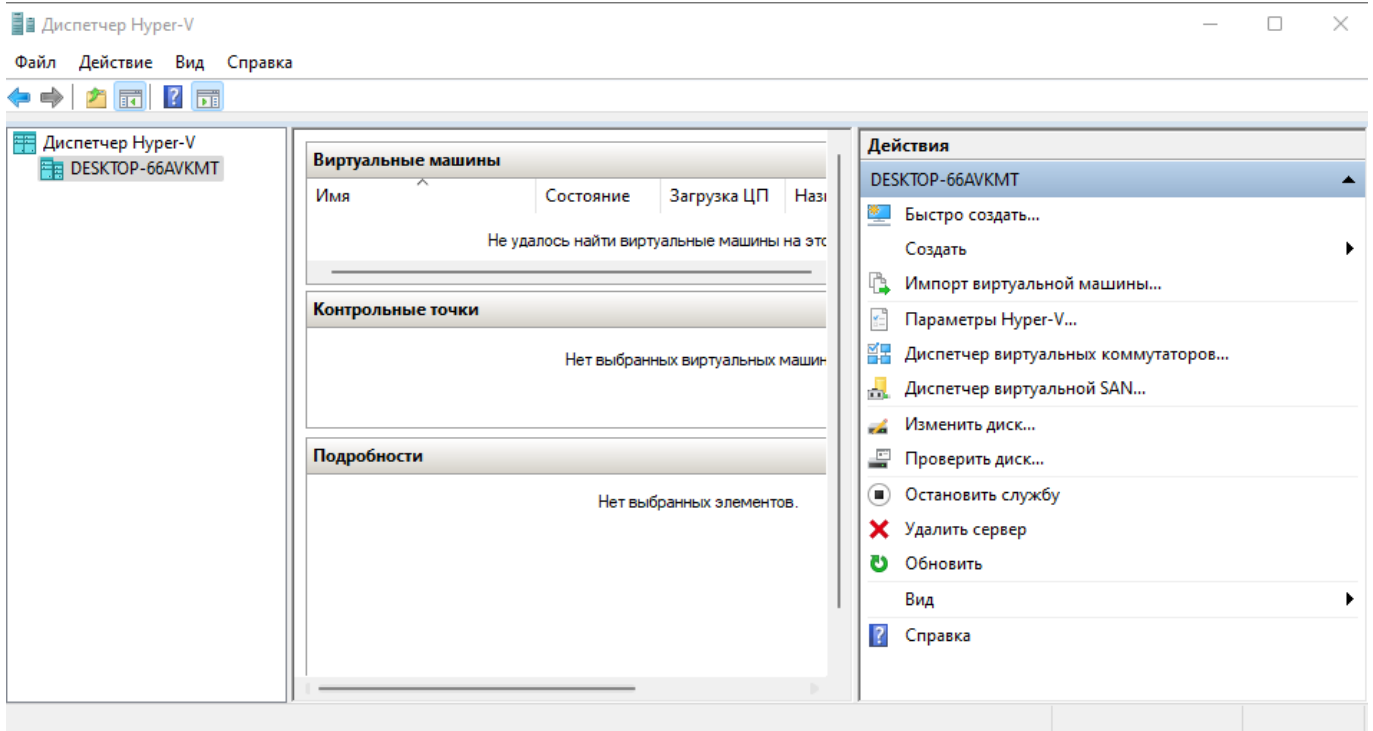 Диспетчер Hyper-V
Файл Действие Вид Справка
Диспетчер Hyper-V
DESKTOP-66AVKMT
Виртуальные машины
Имя Состояние Загрузка ЦП
Не удалось найти виртуальные машины на
Контрольные точки
Нет выбранных виртуальных
Подробности
Нет выбранных элементов.
Действия
DESKTOP-66AVKMT
Быстро создать...
Создать
Импорт виртуальной машины...
Параметры Hyper-V...
Диспетчер виртуальных коммутаторов...
Диспетчер виртуальной SAN...
Изменить диск...
Проверить диск...
Остановить службу
Удалить сервер
Обновить
Вид
Справка